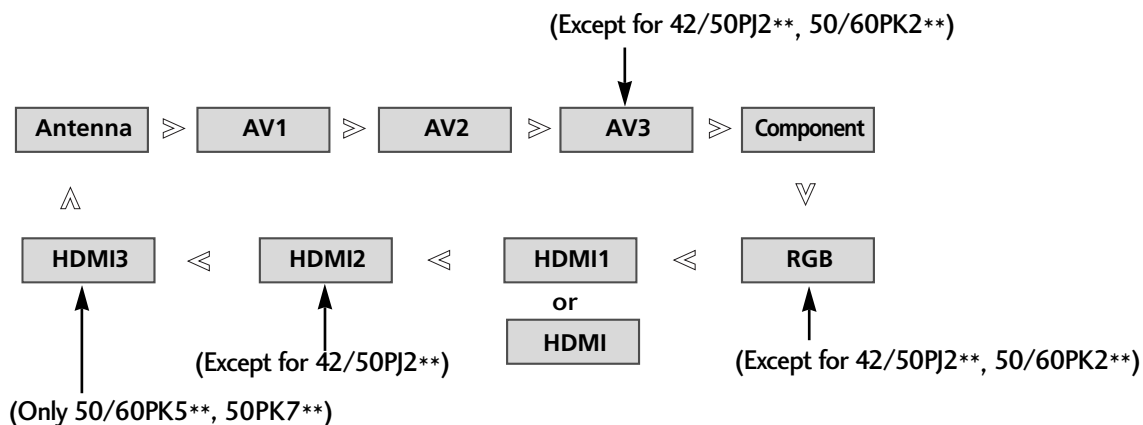 (Except for 42/50PJ2**, 50/60PK2**)
Antenna AV1 AV2 AV3 Component
HDMI3 HDMI2 HDMI1 RGB
or
HDMI
(Except for 42/50PJ2**) (Except for 42/50PJ2**, 50/60PK2**)
(Only 50/60PK5**, 50PK7**)